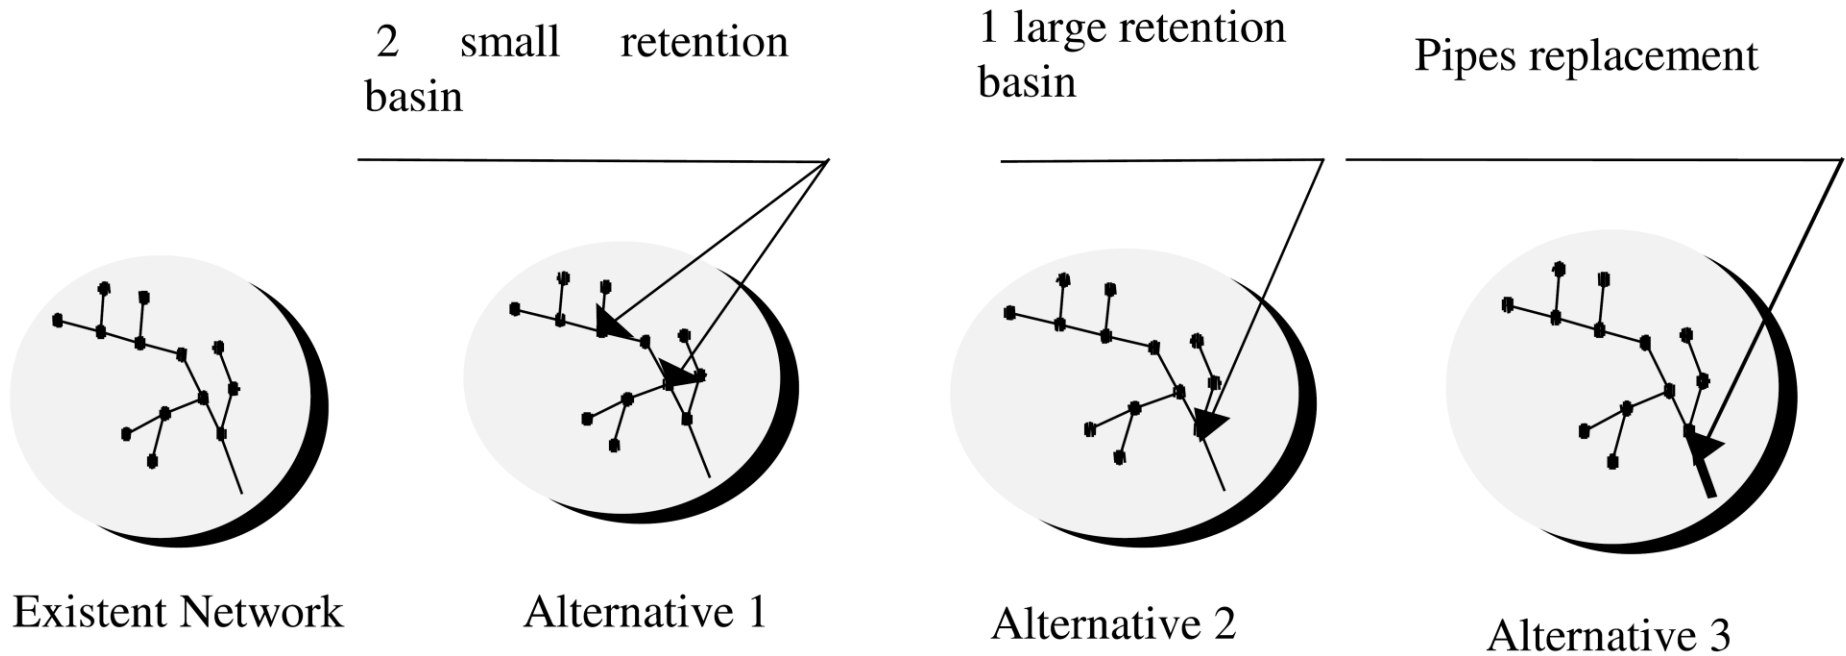 2 small retention
basin
1 large retention
basin
Pipes replacement
Existent Network
Alternative 1
Alternative 2
Alternative 3